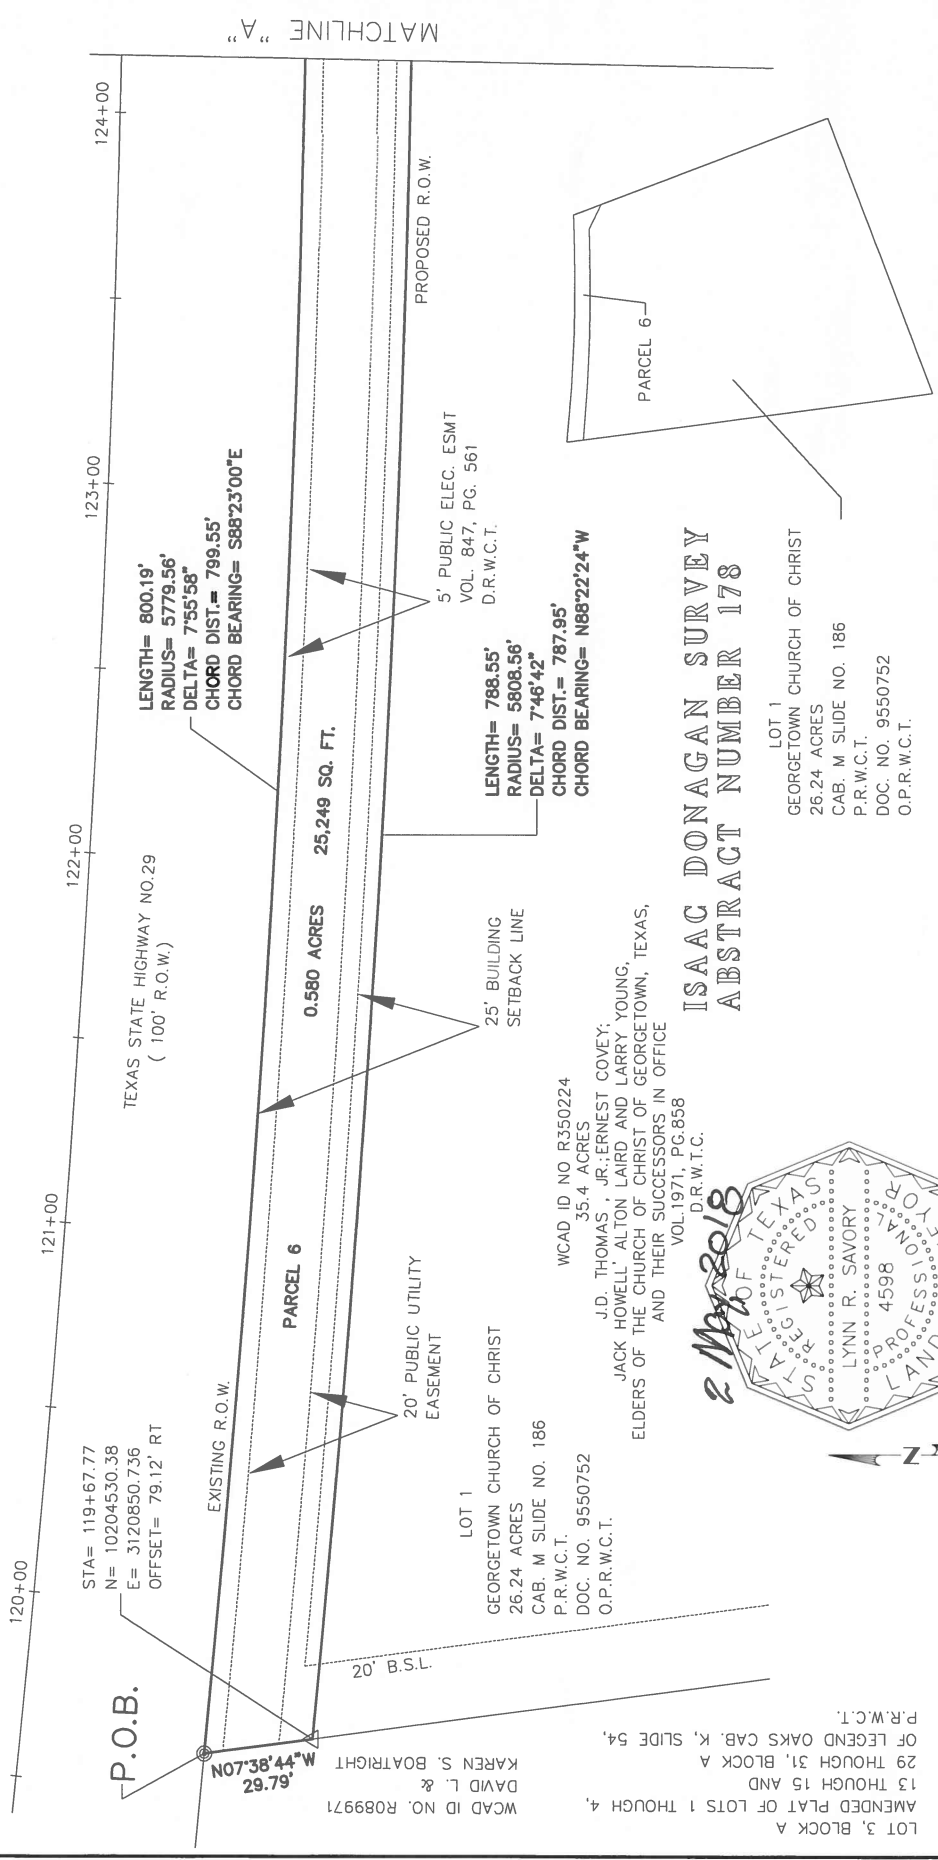 MATCHLINE "A"
120+00
121+00
122+00
123+00
124+00
P.O.B.
STA= 119+67.77
N= 10204530.38
E= 3120850.736
OFFSET= 79.12' RT
TEXAS STATE HIGHWAY NO.29
( 100' R.O.W.)
EXISTING R.O.W.
LENGTH= 800.19'
RADIUS= 5779.56'
DELTA= 7°55'58"
CHORD DIST.= 799.55'
CHORD BEARING= S88°23'00"E
PARCEL 6
0.580 ACRES
25,249 SQ. FT.
PROPOSED R.O.W.
N07°38'44"W
29.79'
20' B.S.L.
20' PUBLIC UTILITY
EASEMENT
25' BUILDING
SETBACK LINE
5' PUBLIC ELEC. ESMT
VOL. 847, PG. 561
D.R.W.C.T.
LENGTH= 788.55'
RADIUS= 5808.56'
DELTA= 7°46'42"
CHORD DIST.= 787.95'
CHORD BEARING= N88°22'24"W
WCAD ID NO. R089971
DAVID L. &
KAREN S. BOATRIGHT
LOT 3, BLOCK A
AMENDED PLAT OF LOTS 1 THOUGH 4,
13 THOUGH 15 AND
29 THOUGH 31, BLOCK A
OF LEGEND OAKS CAB. K, SLIDE 54,
P.R.W.C.T.
LOT 1
GEORGETOWN CHURCH OF CHRIST
26.24 ACRES
CAB. M SLIDE NO. 186
P.R.W.C.T.
DOC. NO. 9550752
O.P.R.W.C.T.
WCAD ID NO R350224
35.4 ACRES
J.D. THOMAS , JR.;ERNEST COVEY;
JACK HOWELL' ALTON LAIRD AND LARRY YOUNG,
ELDERS OF THE CHURCH OF CHRIST OF GEORGETOWN, TEXAS,
AND THEIR SUCCESSORS IN OFFICE
VOL.1971, PG.858
D.R.W.T.C.
ISAAC DONAGAN SURVEY
ABSTRACT NUMBER 178
LOT 1
GEORGETOWN CHURCH OF CHRIST
26.24 ACRES
CAB. M SLIDE NO. 186
P.R.W.C.T.
DOC. NO. 9550752
O.P.R.W.C.T.
PARCEL 6
2 May 2018
STATE OF TEXAS
REGISTERED
LYNN R. SAVORY
4598
PROFESSIONAL
LAND
N